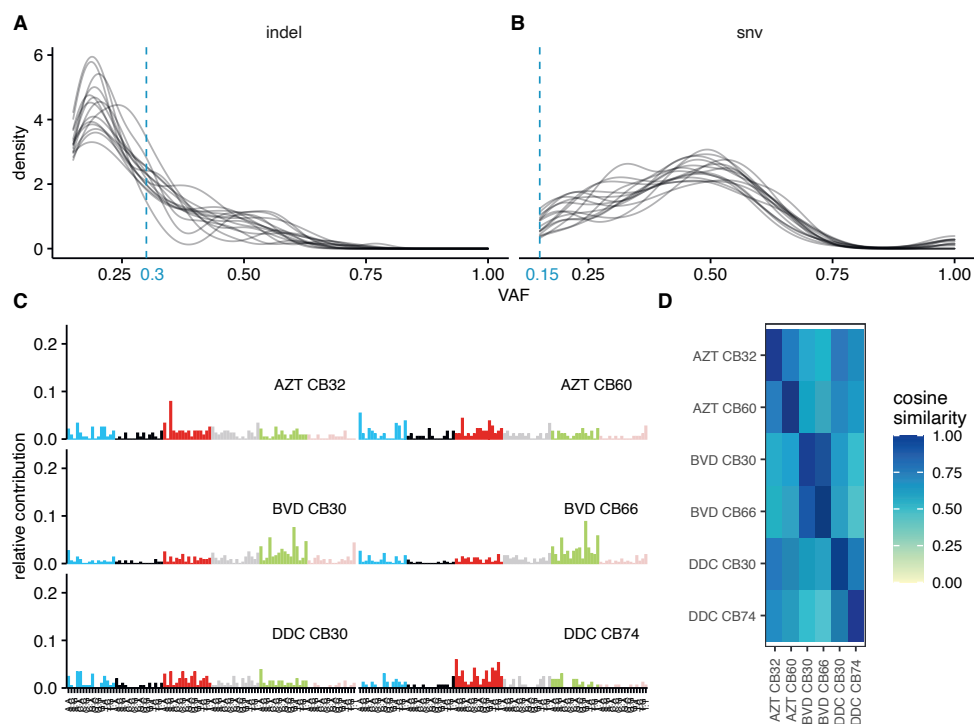 A
indel
B
snv
density
6
4
2
0
0.25
0.3
0.50
0.75
1.00
0.15
0.25
0.50
0.75
1.00
VAF
C
relative contribution
0.2
0.1
0.0
AZT CB32
AZT CB60
0.2
0.1
0.0
BVD CB30
BVD CB66
0.2
0.1
0.0
DDC CB30
DDC CB74
D
AZT CB32
AZT CB60
BVD CB30
BVD CB66
DDC CB30
DDC CB74
AZT CB32
AZT CB60
BVD CB30
BVD CB66
DDC CB30
DDC CB74
cosine
similarity
1.00
0.75
0.50
0.25
0.00